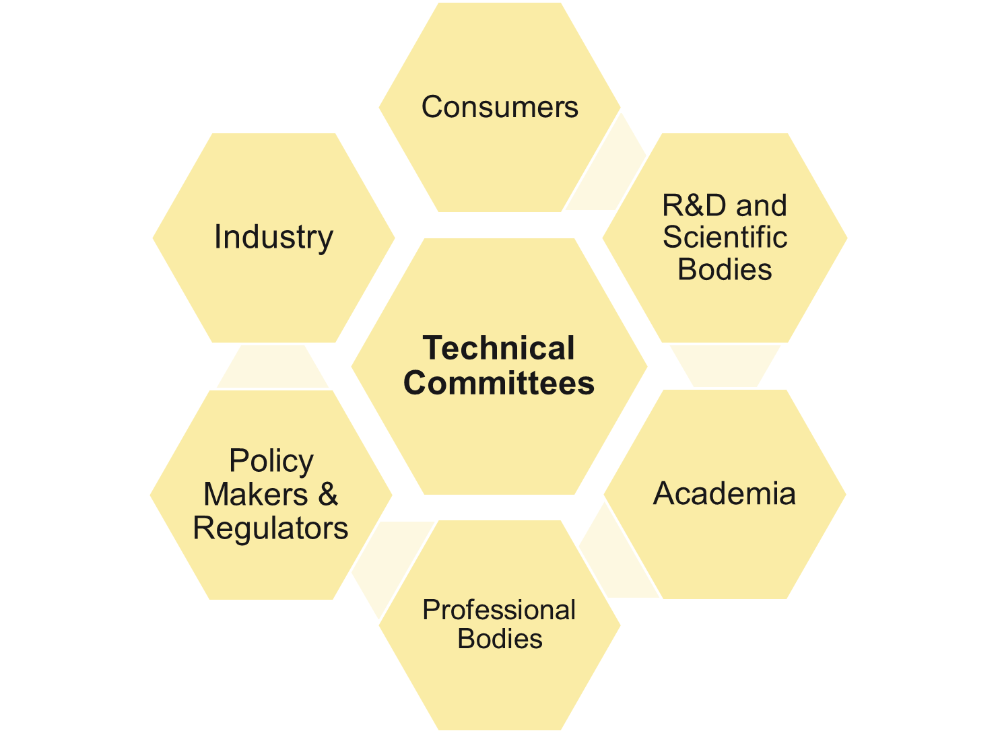 Consumers
R&D and
Scientific
Bodies
Industry
Technical
Committees
Policy
Makers &
Regulators
Academia
Professional
Bodies